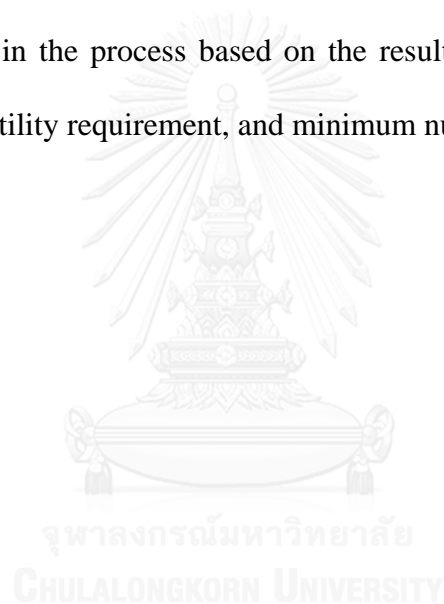 in the process based on the result
tility requirement, and minimum nu
จุฬาลงกรณ์มหาวิทยาลัย
CHULALONGKORN UNIVERSITY